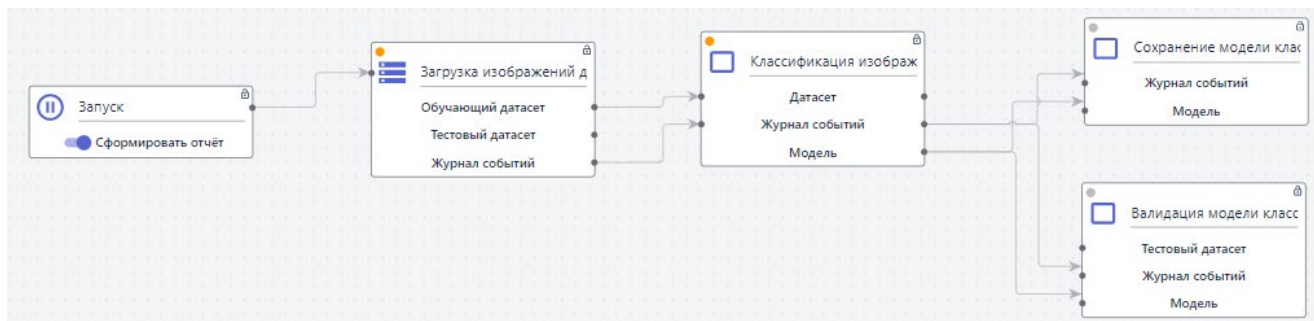 Запуск
Сформировать отчёт
Загрузка изображений д
Обучающий датасет
Тестовый датасет
Журнал событий
Классификация изображ
Датасет
Журнал событий
Модель
Сохранение модели клас
Журнал событий
Модель
Валидация модели класс
Тестовый датасет
Журнал событий
Модель